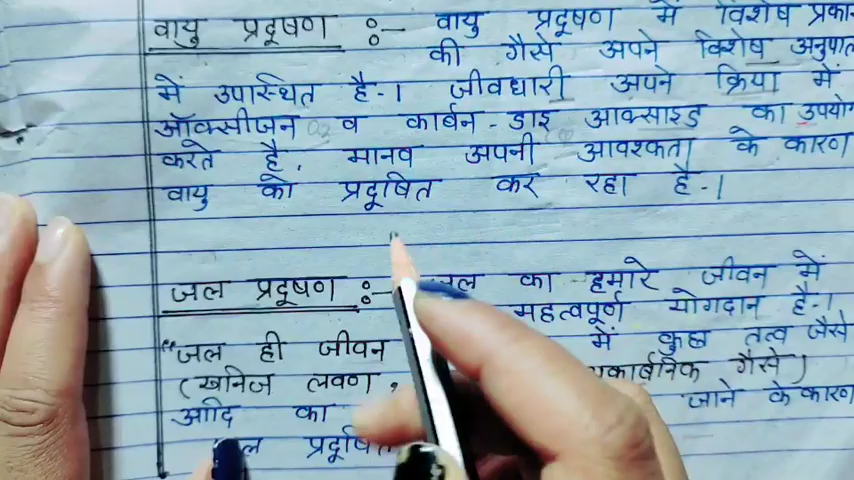 वायु प्रदूषण :- वायु प्रदूषण में विशेष प्रकार
की गैसे अपने विशेष अनुपात
में उपस्थित है-। जीवधारी अपने क्रिया में
ऑक्सीजन व कार्बन-डाइ आक्साइड का उपयोग
करते है, मानव अपनी आवश्कता के कारण
वायु को प्रदूषित कर रहा है-।
जल प्रदूषण :- जल का हमारे जीवन में
महत्वपूर्ण योगदान है-।
"जल ही जीवन में कुछ तत्व जैसे
(खनिज लवण, गैसे)
आदि का जाने के कारण
प्रदूषित